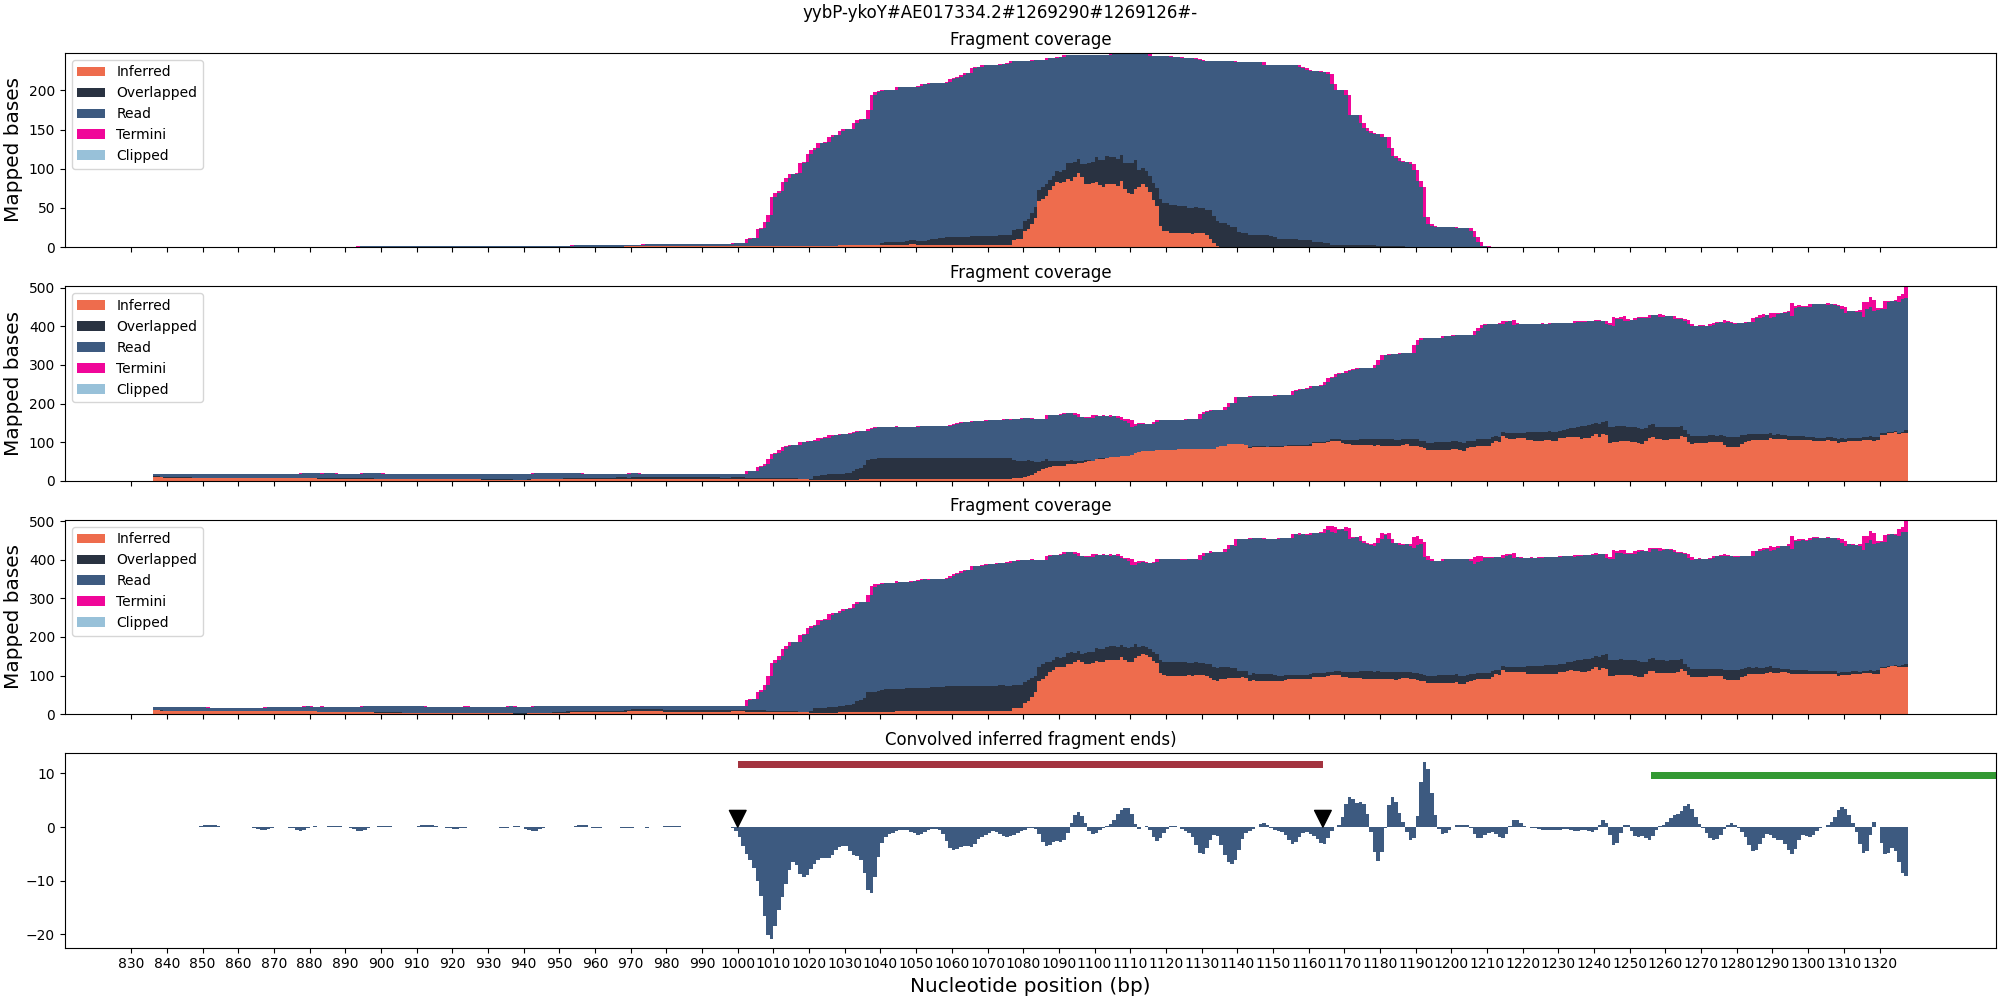 yybP-ykoY#AE017334.2#1269290#1269126#-
Fragment coverage
Mapped bases
200
150
100
50
0
Inferred
Overlapped
Read
Termini
Clipped
Fragment coverage
Mapped bases
500
400
300
200
100
0
Inferred
Overlapped
Read
Termini
Clipped
Fragment coverage
Mapped bases
500
400
300
200
100
0
Inferred
Overlapped
Read
Termini
Clipped
Convolved inferred fragment ends)
10
0
−10
−20
830 840 850 860 870 880 890 900 910 920 930 940 950 960 970 980 990 1000 1010 1020 1030 1040 1050 1060 1070 1080 1090 1100 1110 1120 1130 1140 1150 1160 1170 1180 1190 1200 1210 1220 1230 1240 1250 1260 1270 1280 1290 1300 1310 1320
Nucleotide position (bp)